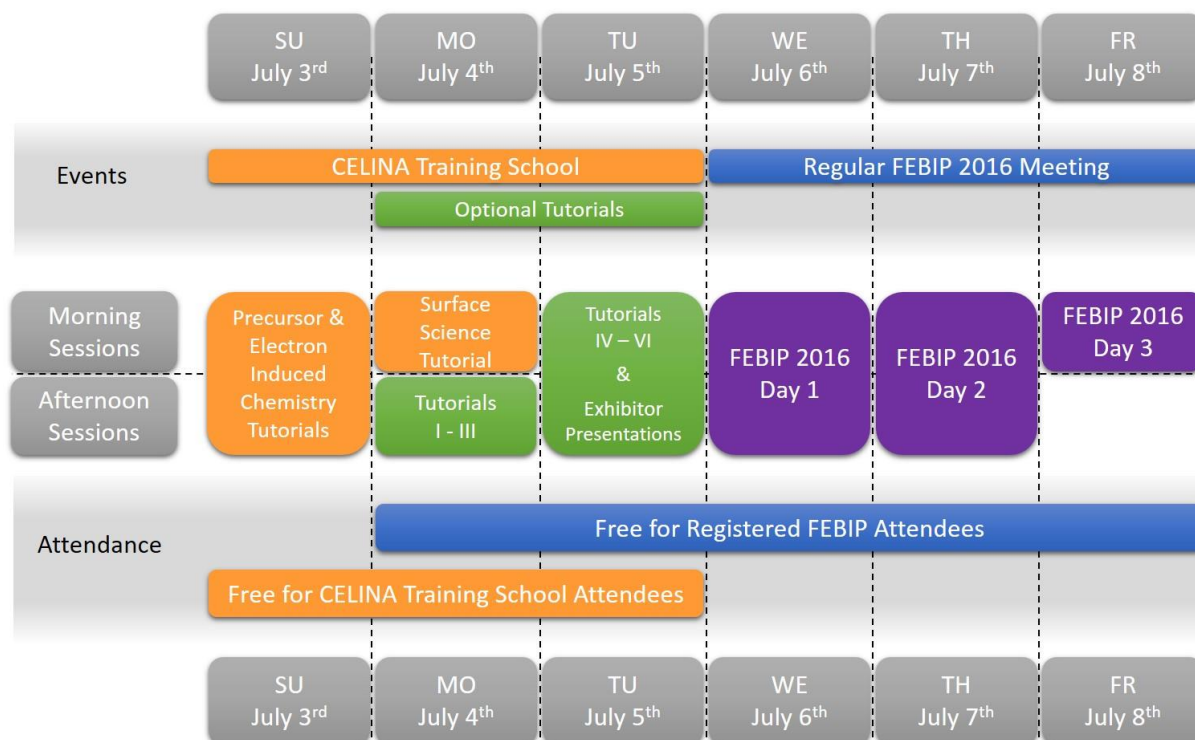 SU
July 3rd
MO
July 4th
TU
July 5th
WE
July 6th
TH
July 7th
FR
July 8th
Events
CELINA Training School
Regular FEBIP 2016 Meeting
Optional Tutorials
Morning
Sessions
Afternoon
Sessions
Precursor &
Electron
Induced
Chemistry
Tutorials
Surface
Science
Tutorial
Tutorials
I - III
Tutorials
IV – VI
&
Exhibitor
Presentations
FEBIP 2016
Day 1
FEBIP 2016
Day 2
FEBIP 2016
Day 3
Attendance
Free for Registered FEBIP Attendees
Free for CELINA Training School Attendees
SU
July 3rd
MO
July 4th
TU
July 5th
WE
July 6th
TH
July 7th
FR
July 8th